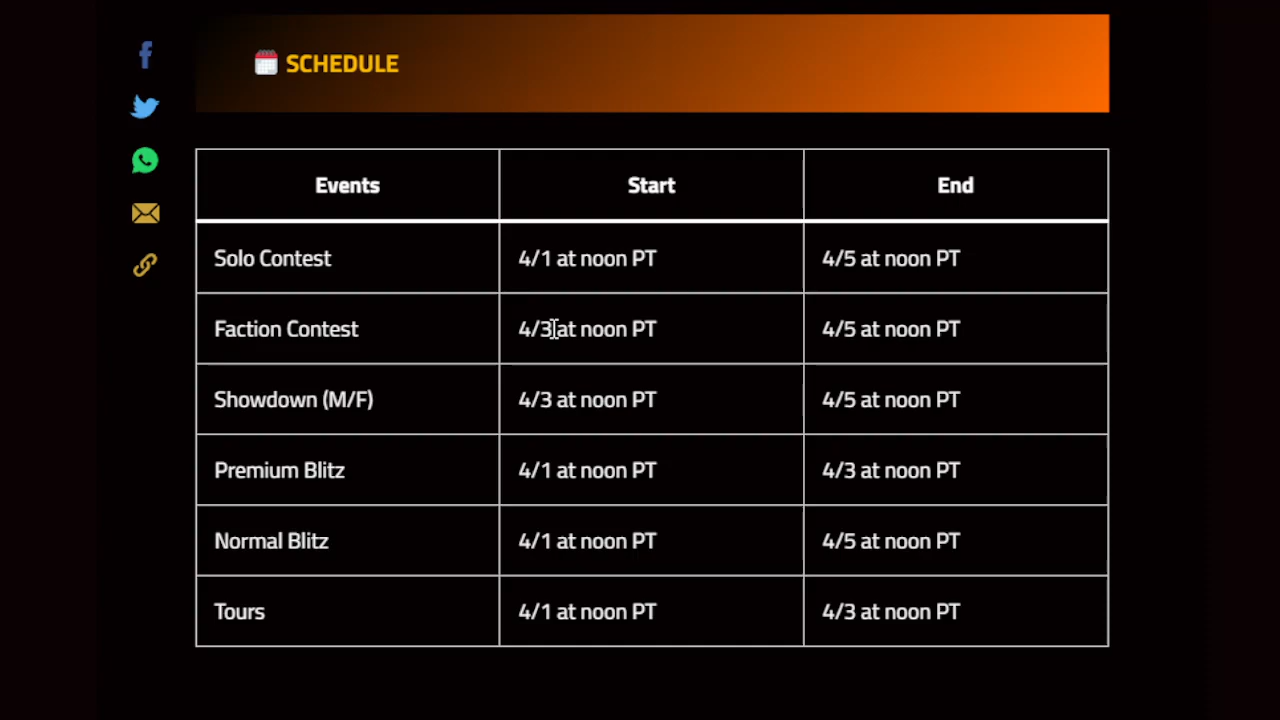 SCHEDULE
Events Start End
Solo Contest 4/1 at noon PT 4/5 at noon PT
Faction Contest 4/3 at noon PT 4/5 at noon PT
Showdown (M/F) 4/3 at noon PT 4/5 at noon PT
Premium Blitz 4/1 at noon PT 4/3 at noon PT
Normal Blitz 4/1 at noon PT 4/5 at noon PT
Tours 4/1 at noon PT 4/3 at noon PT